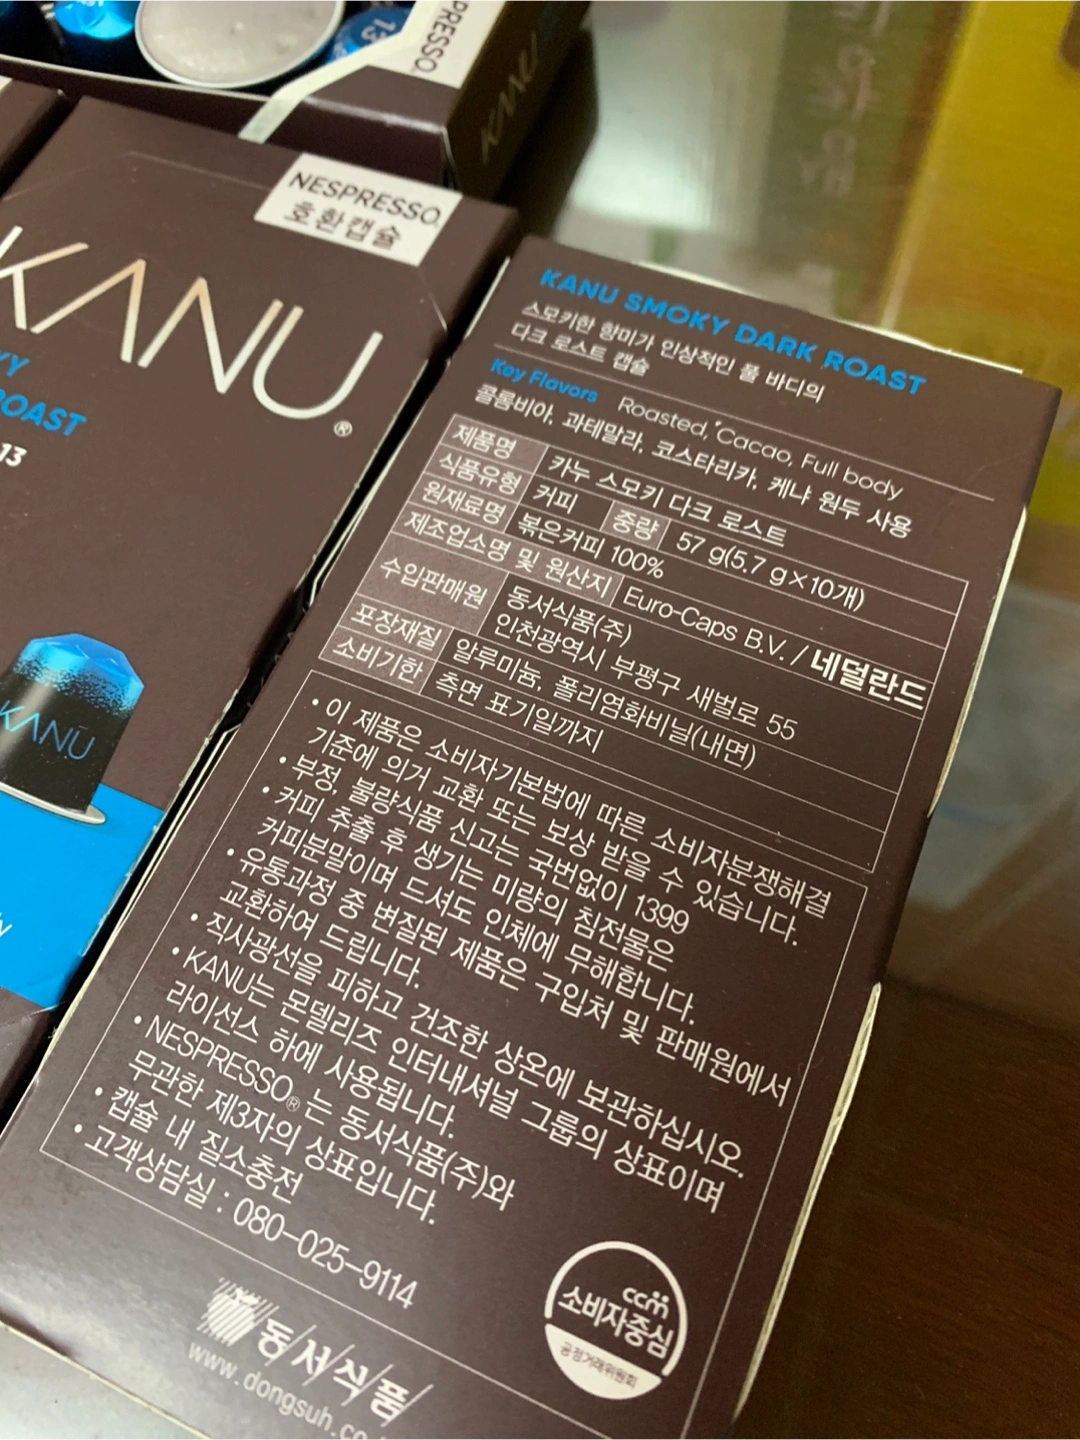 PRESSO
KANU
13
NESPRESSO
호환캡슐
KANU
®
ROAST
13
KANU
KANU SMOKY DARK ROAST
스모키한 향미가 인상적인 풀 바디의
다크 로스트 캡슐
Key Flavors Roasted, Cacao, Full body
콜롬비아, 과테말라, 코스타리카, 케냐 원두 사용
제품명 카누 스모키 다크 로스트
식품유형 커피 중량 57 g(5.7 g×10개)
원재료명 볶은커피 100%
제조업소명 및 원산지 Euro-Caps B.V. / 네덜란드
수입판매원 동서식품(주)
인천광역시 부평구 새벌로 55
포장재질 알루미늄, 폴리염화비닐(내면)
소비기한 측면 표기일까지
• 이 제품은 소비자기본법에 따른 소비자분쟁해결
기준에 의거 교환 또는 보상 받을 수 있습니다.
• 부정, 불량식품 신고는 국번없이 1399
• 커피 추출 후 생기는 미량의 침전물은
커피분말이며 드셔도 인체에 무해합니다.
• 유통과정 중 변질된 제품은 구입처 및 판매원에서
교환하여 드립니다.
• 직사광선을 피하고 건조한 상온에 보관하십시오.
• KANU는 몬델리즈 인터내셔널 그룹의 상표이며
라이선스 하에 사용됩니다.
• NESPRESSO® 는 동서식품(주)와
무관한 제3자의 상표입니다.
• 캡슐 내 질소충전
• 고객상담실 : 080-025-9114
ccm
소비자중심
공정거래위원회
동서식품
www.dongsuh.co